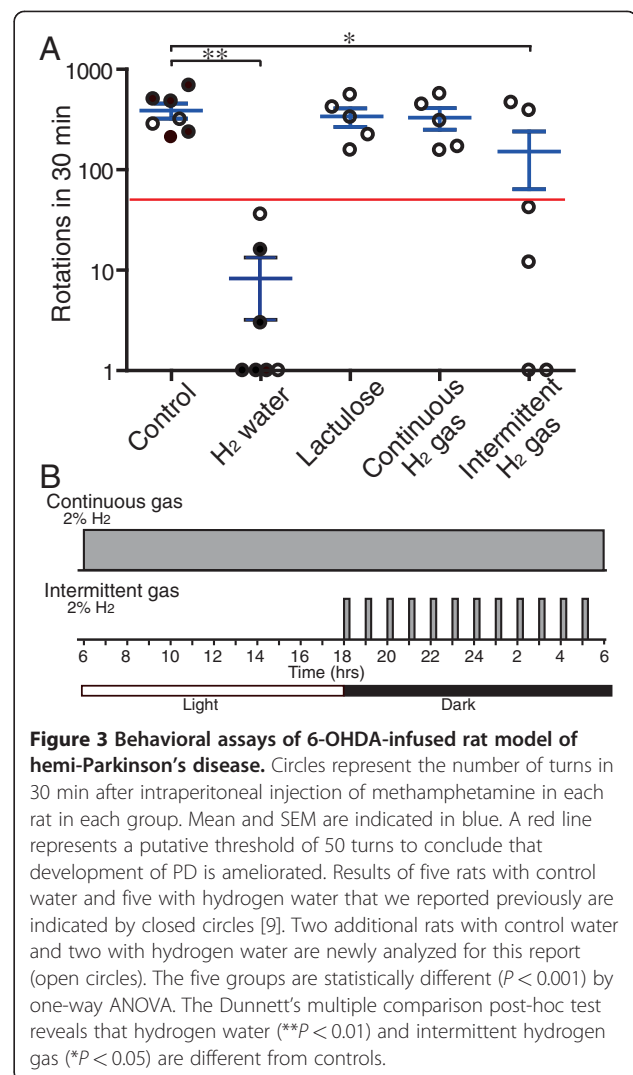 A
**
*
1000
100
10
1
Rotations in 30 min
Control
H2 water
Lactulose
Continuous H2 gas
Intermittent H2 gas
B
Continuous gas
2% H2
Intermittent gas
2% H2
6 8 10 12 14 16 18 20 22 24 2 4 6
Time (hrs)
Light Dark
Figure 3 Behavioral assays of 6-OHDA-infused rat model of
hemi-Parkinson's disease. Circles represent the number of turns in
30 min after intraperitoneal injection of methamphetamine in each
rat in each group. Mean and SEM are indicated in blue. A red line
represents a putative threshold of 50 turns to conclude that
development of PD is ameliorated. Results of five rats with control
water and five with hydrogen water that we reported previously are
indicated by closed circles [9]. Two additional rats with control water
and two with hydrogen water are newly analyzed for this report
(open circles). The five groups are statistically different (P < 0.001) by
one-way ANOVA. The Dunnett's multiple comparison post-hoc test
reveals that hydrogen water (**P < 0.01) and intermittent hydrogen
gas (*P < 0.05) are different from controls.